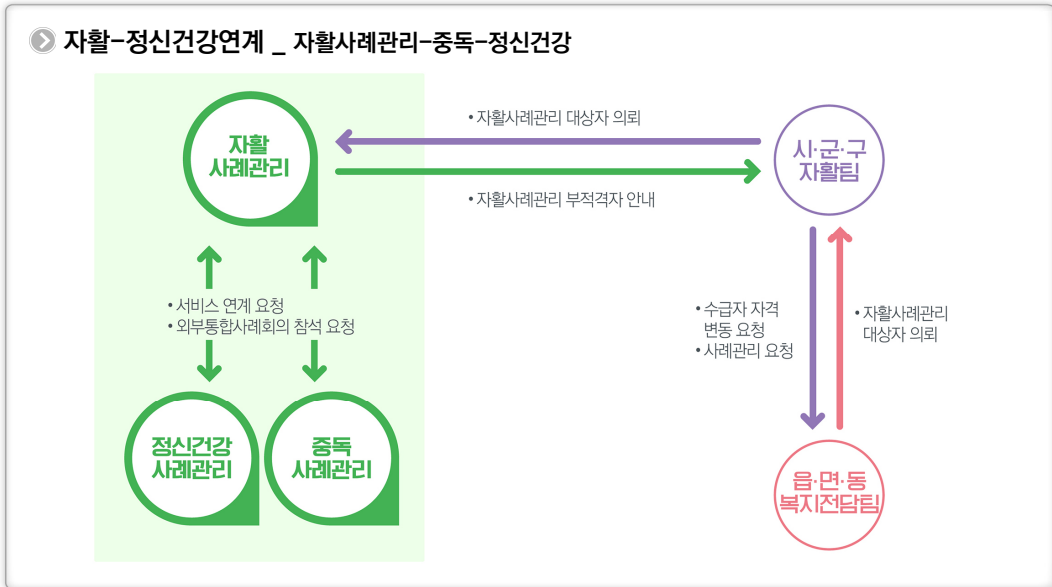 자활-정신건강연계 _ 자활사례관리-중독-정신건강
자활
사례관리
• 자활사례관리 대상자 의뢰
• 자활사례관리 부적격자 안내
시·군·구
자활팀
• 서비스 연계 요청
• 외부통합사례회의 참석 요청
• 수급자 자격
변동 요청
• 사례관리 요청
• 자활사례관리
대상자 의뢰
정신건강
사례관리
중독
사례관리
읍·면·동
복지전담팀